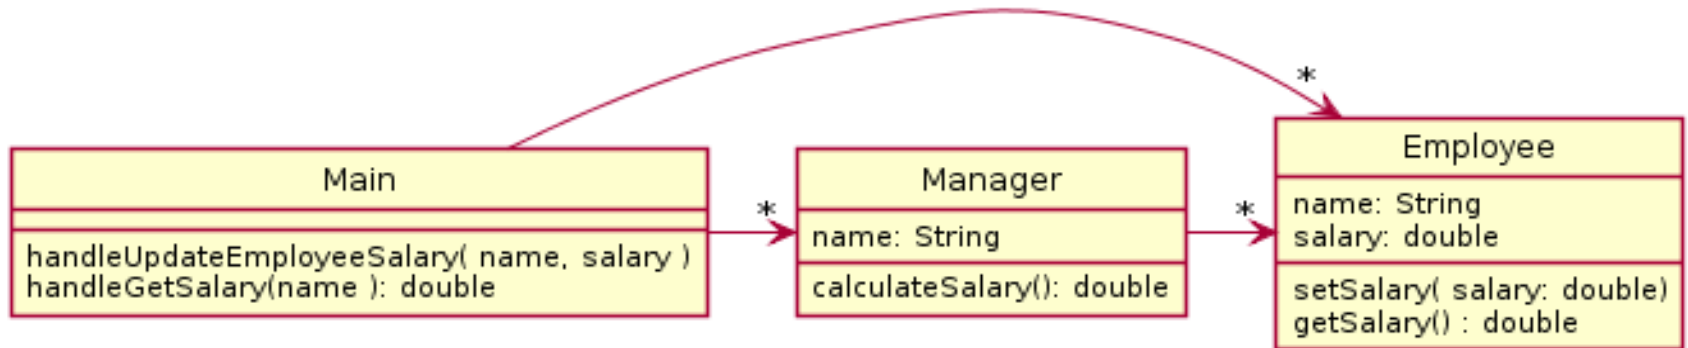 *
Main
handleUpdateEmployeeSalary( name, salary )
handleGetSalary(name ): double
*
Manager
name: String
calculateSalary(): double
*
Employee
name: String
salary: double
setSalary( salary: double)
getSalary() : double